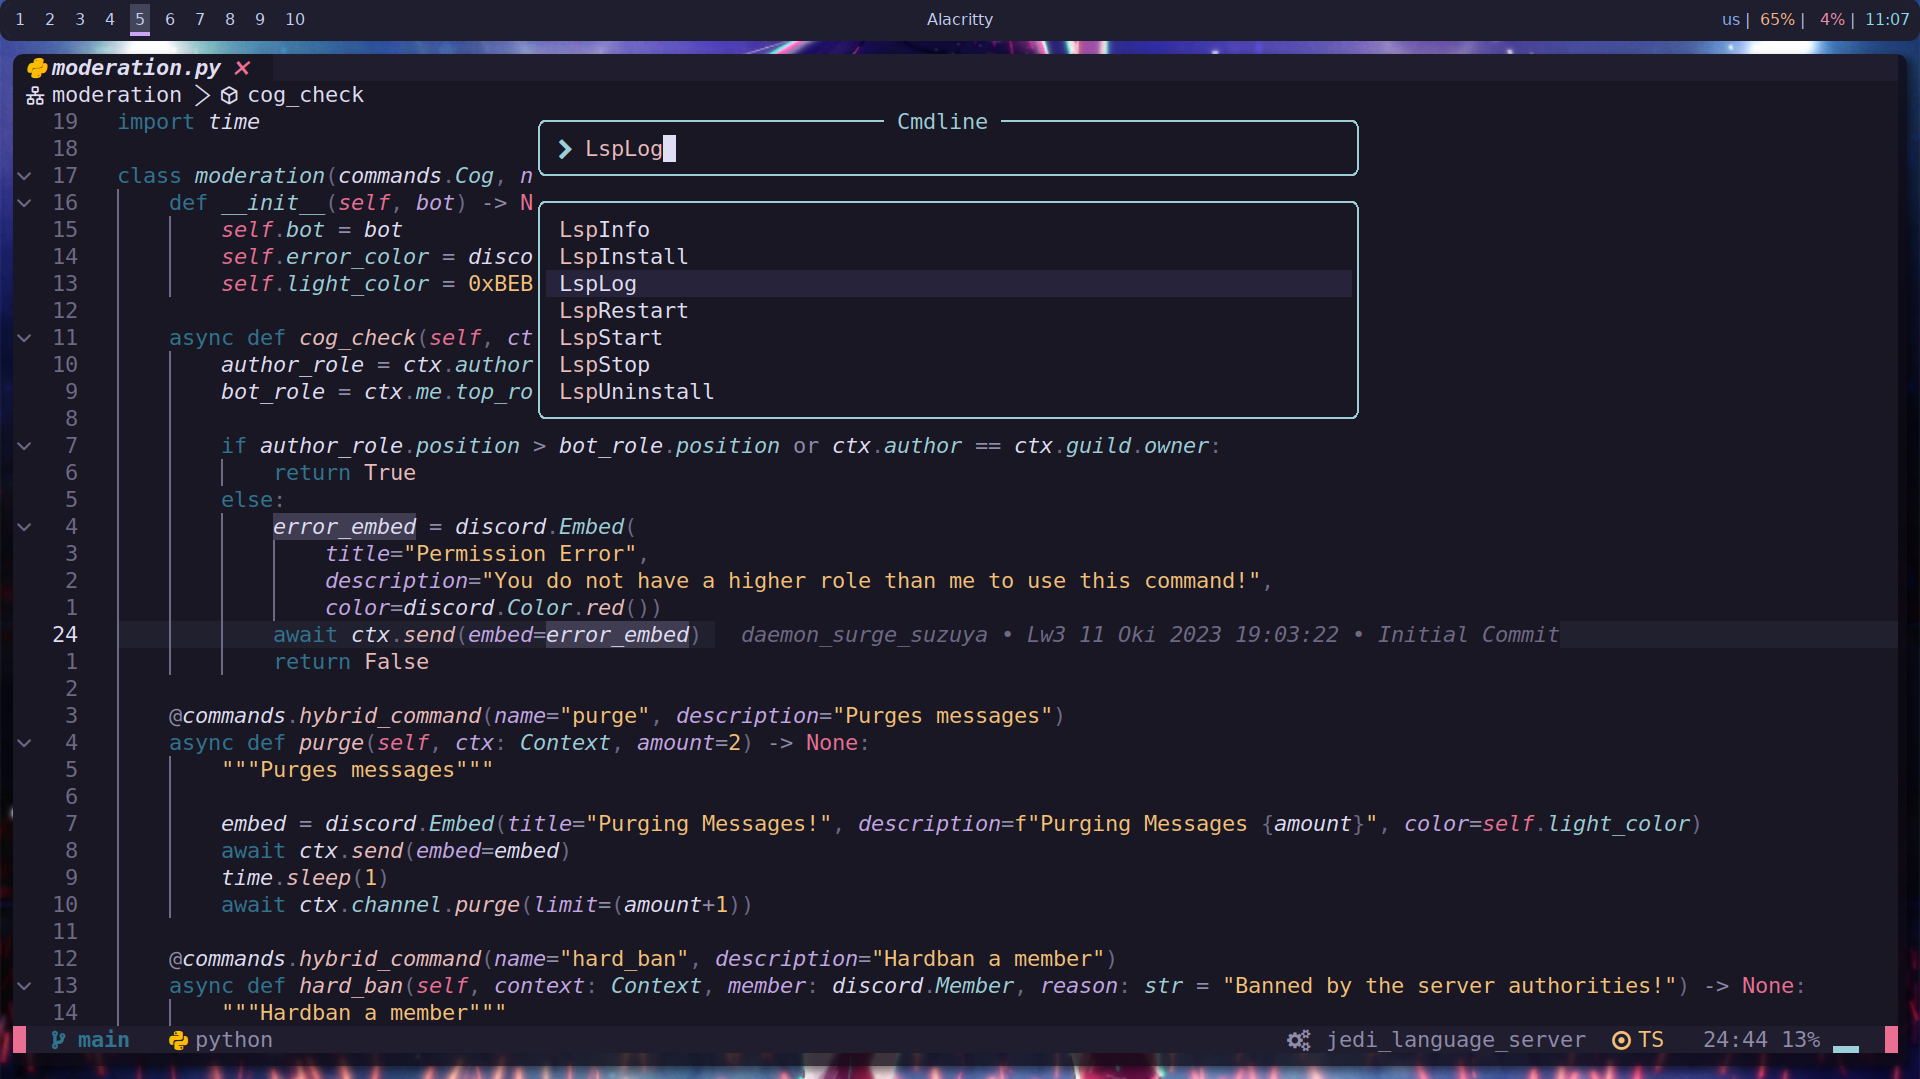 1 2 3 4 5 6 7 8 9 10 Alacritty us | 65% | 4% | 11:07
moderation.py
moderation cog_check
19 import time
18
17 class moderation(commands.Cog, n
16 def __init__(self, bot) -> N
15 self.bot = bot
14 self.error_color = disco
13 self.light_color = 0xBEB
12
11 async def cog_check(self, ct
10 author_role = ctx.author
9 bot_role = ctx.me.top_ro
8
Cmdline
LspLog
LspInfo
LspInstall
LspLog
LspRestart
LspStart
LspStop
LspUninstall
7 if author_role.position > bot_role.position or ctx.author == ctx.guild.owner:
6 return True
5 else:
4 error_embed = discord.Embed(
3 title="Permission Error",
2 description="You do not have a higher role than me to use this command!",
1 color=discord.Color.red())
24 await ctx.send(embed=error_embed) daemon_surge_suzuya • Lw3 11 Oki 2023 19:03:22 • Initial Commit
1 return False
2
3 @commands.hybrid_command(name="purge", description="Purges messages")
4 async def purge(self, ctx: Context, amount=2) -> None:
5 """Purges messages"""
6
7 embed = discord.Embed(title="Purging Messages!", description=f"Purging Messages {amount}", color=self.light_color)
8 await ctx.send(embed=embed)
9 time.sleep(1)
10 await ctx.channel.purge(limit=(amount+1))
11
12 @commands.hybrid_command(name="hard_ban", description="Hardban a member")
13 async def hard_ban(self, context: Context, member: discord.Member, reason: str = "Banned by the server authorities!") -> None:
14 """Hardban a member"""
main python jedi_language_server TS 24:44 13%